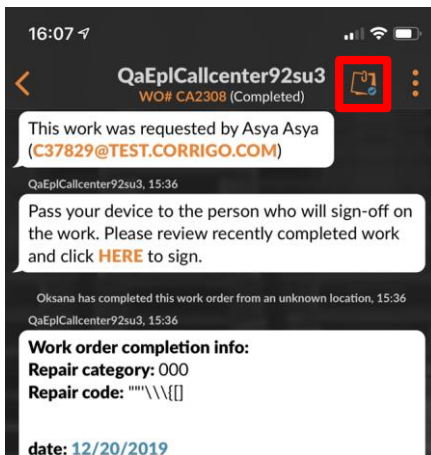 16:07
QaEplCallcenter92su3
WO# CA2308 (Completed)
This work was requested by Asya Asya
(C37829@TEST.CORRIGO.COM)
QaEplCallcenter92su3, 15:36
Pass your device to the person who will sign-off on
the work. Please review recently completed work
and click HERE to sign.
Oksana has completed this work order from an unknown location, 15:36
QaEplCallcenter92su3, 15:36
Work order completion info:
Repair category: 000
Repair code: ""'\\\{[]
date: 12/20/2019